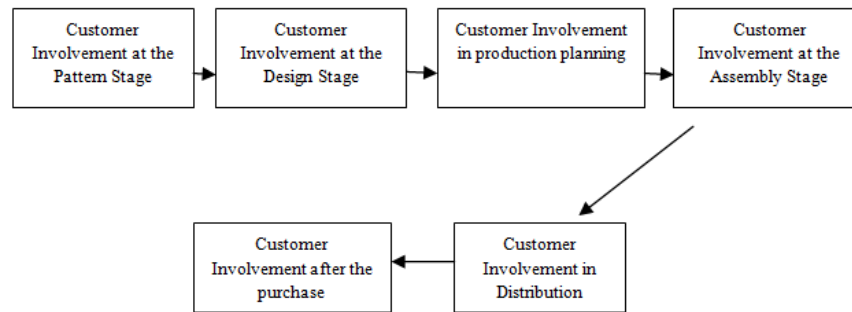 Customer
Involvement at the
Pattern Stage
Customer
Involvement at the
Design Stage
Customer Involvement
in production planning
Customer
Involvement at the
Assembly Stage
Customer
Involvement in
Distribution
Customer
Involvement after the
purchase